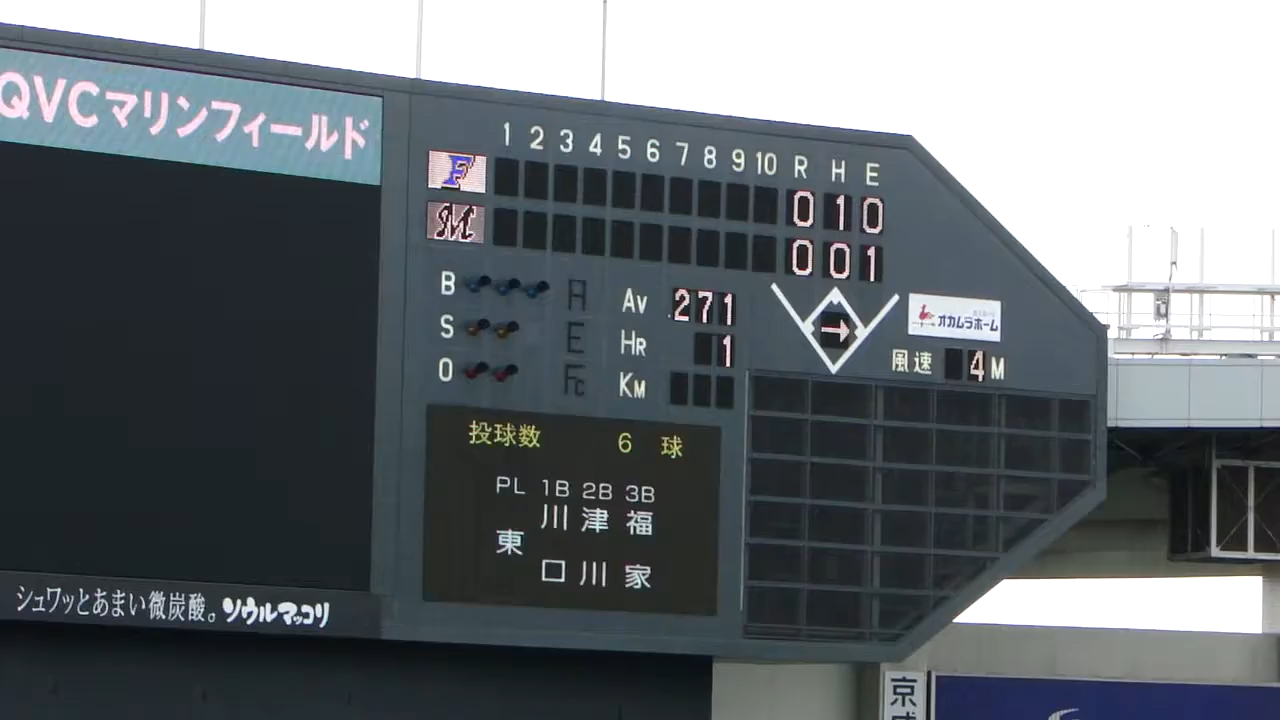 QVCマリンフィールド
1 2 3 4 5 6 7 8 9 10 R H E
F 0 1 0
M 0 0 1
B H Av .271
S E HR 1
O Fc KM
オカムラホーム
風速 4M
投球数 6 球
PL 1B 2B 3B
東 川口 津川 福家
シュワッとあまい微炭酸。ソウルマッコリ
京成